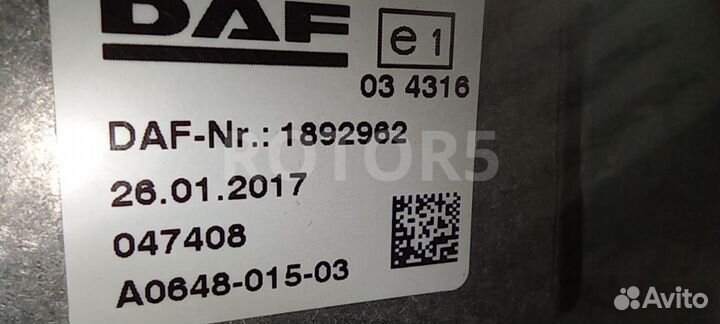 DAF
e1
03 4316
DAF-Nr.: 1892962
ROTOR5
26.01.2017
047408
A0648-015-03
Avito